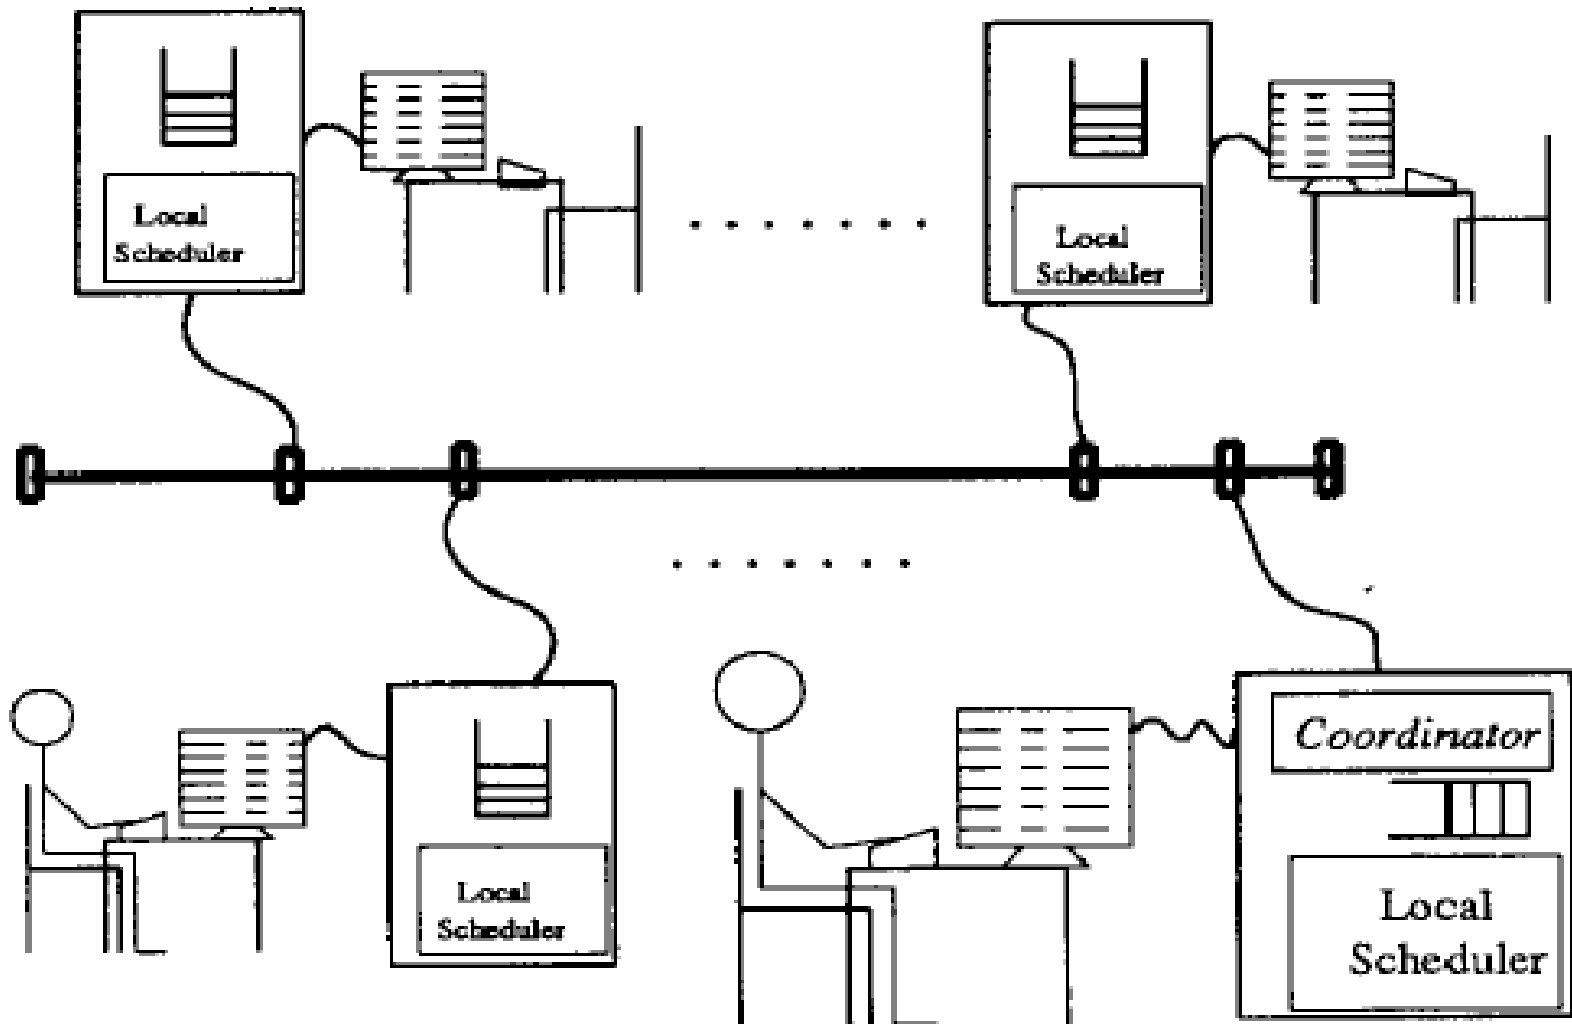 Local
Scheduler
Local
Scheduler
Local
Scheduler
Coordinator
Local
Scheduler